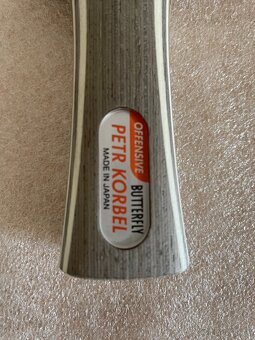 OFFENSIVE
BUTTERFLY
PETR KORBEL
MADE IN JAPAN